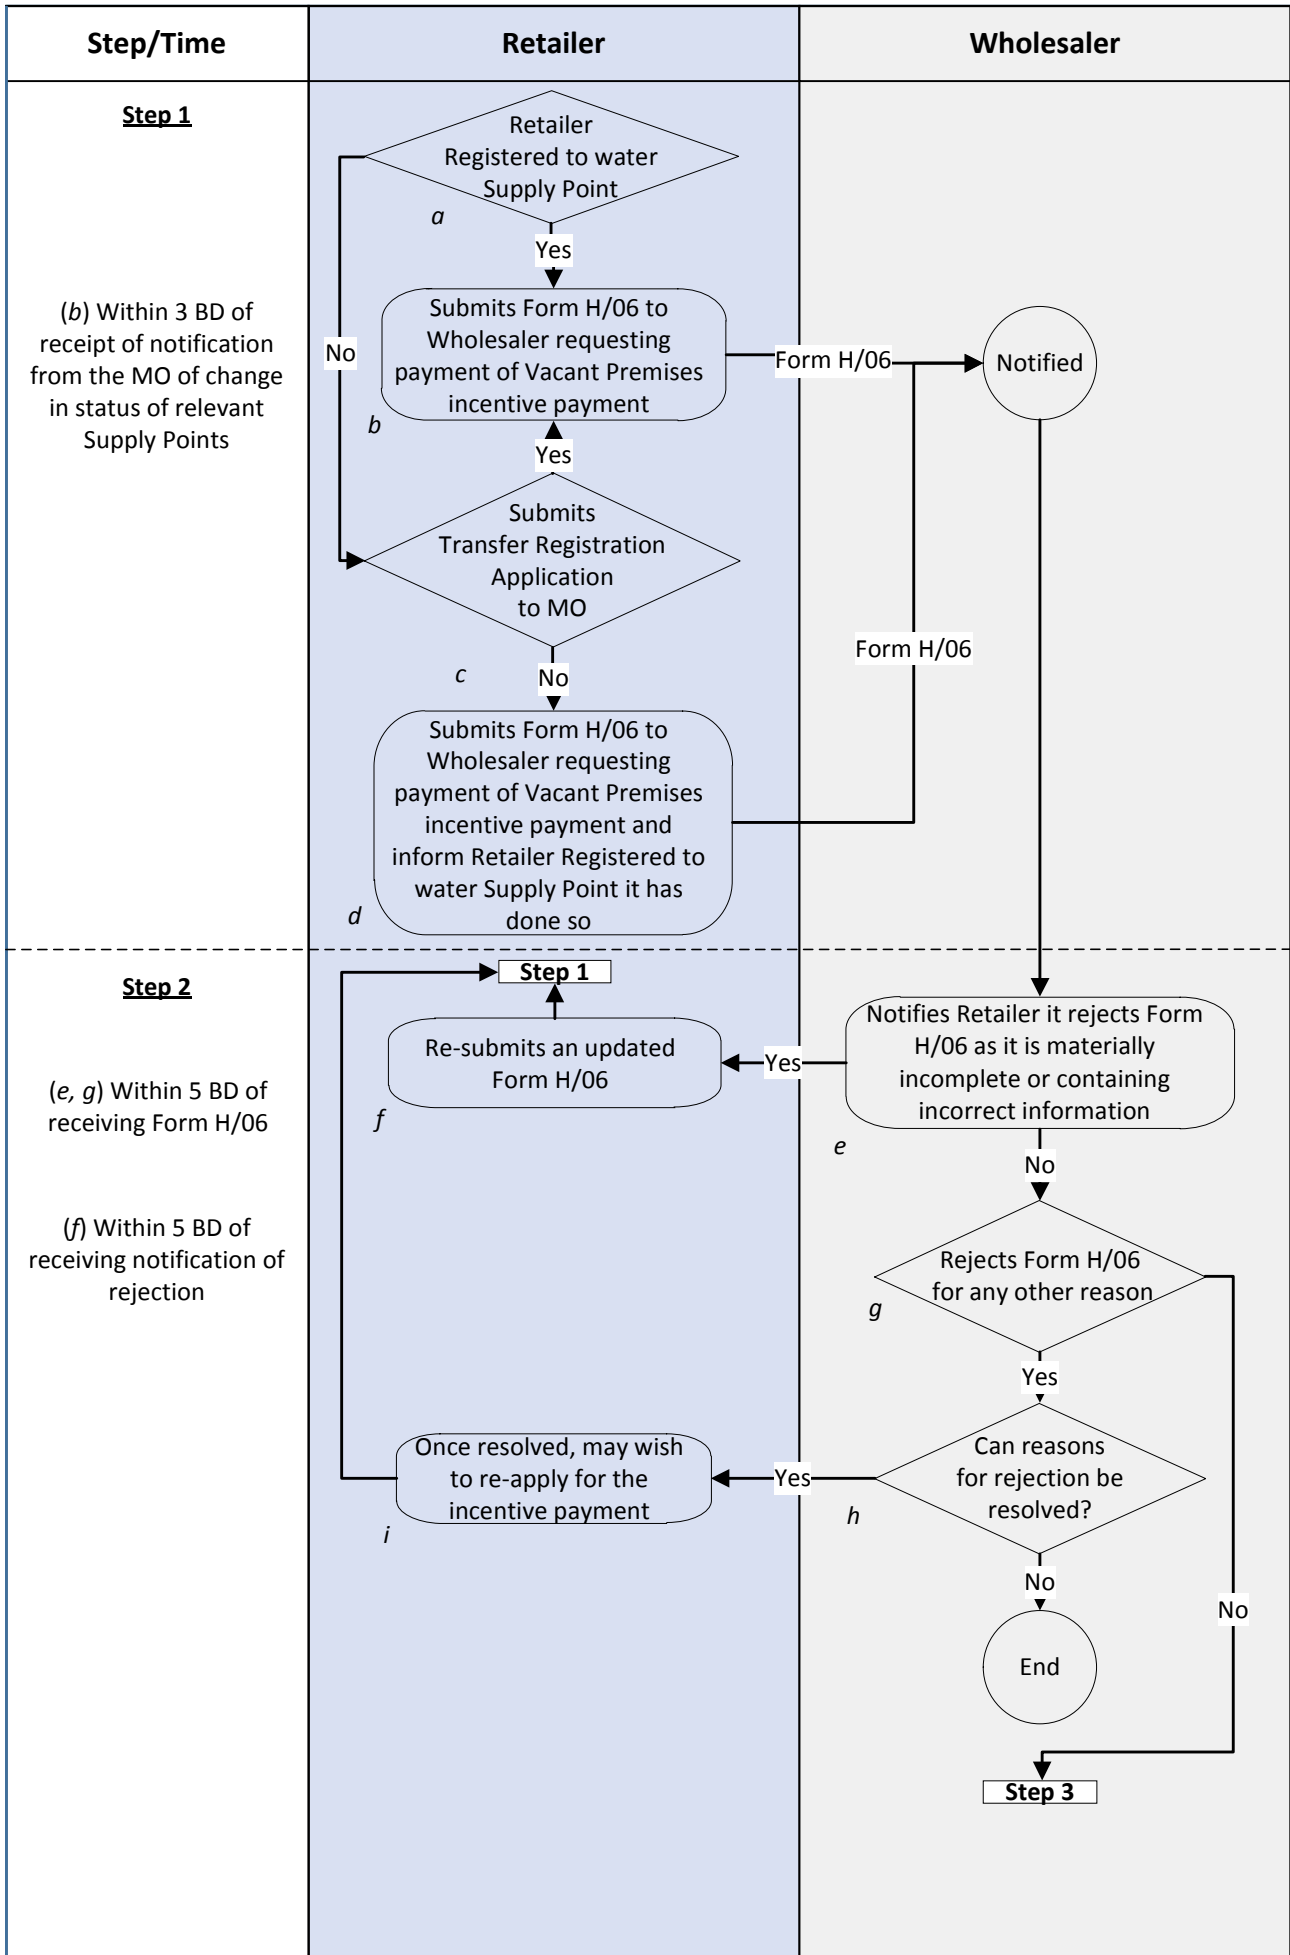 Step/Time
Retailer
Wholesaler
Step 1
(b) Within 3 BD of
receipt of notification
from the MO of change
in status of relevant
Supply Points
Retailer
Registered to water
Supply Point
a
Yes
No
Submits Form H/06 to
Wholesaler requesting
payment of Vacant Premises
incentive payment
b
Form H/06
Notified
Yes
Submits
Transfer Registration
Application
to MO
c
No
Form H/06
Submits Form H/06 to
Wholesaler requesting
payment of Vacant Premises
incentive payment and
inform Retailer Registered to
water Supply Point it has
done so
d
Step 2
(e, g) Within 5 BD of
receiving Form H/06
(f) Within 5 BD of
receiving notification of
rejection
Step 1
Re-submits an updated
Form H/06
f
Yes
Notifies Retailer it rejects Form
H/06 as it is materially
incomplete or containing
incorrect information
e
No
Rejects Form H/06
for any other reason
g
Yes
Once resolved, may wish
to re-apply for the
incentive payment
i
Yes
Can reasons
for rejection be
resolved?
h
No
No
End
Step 3